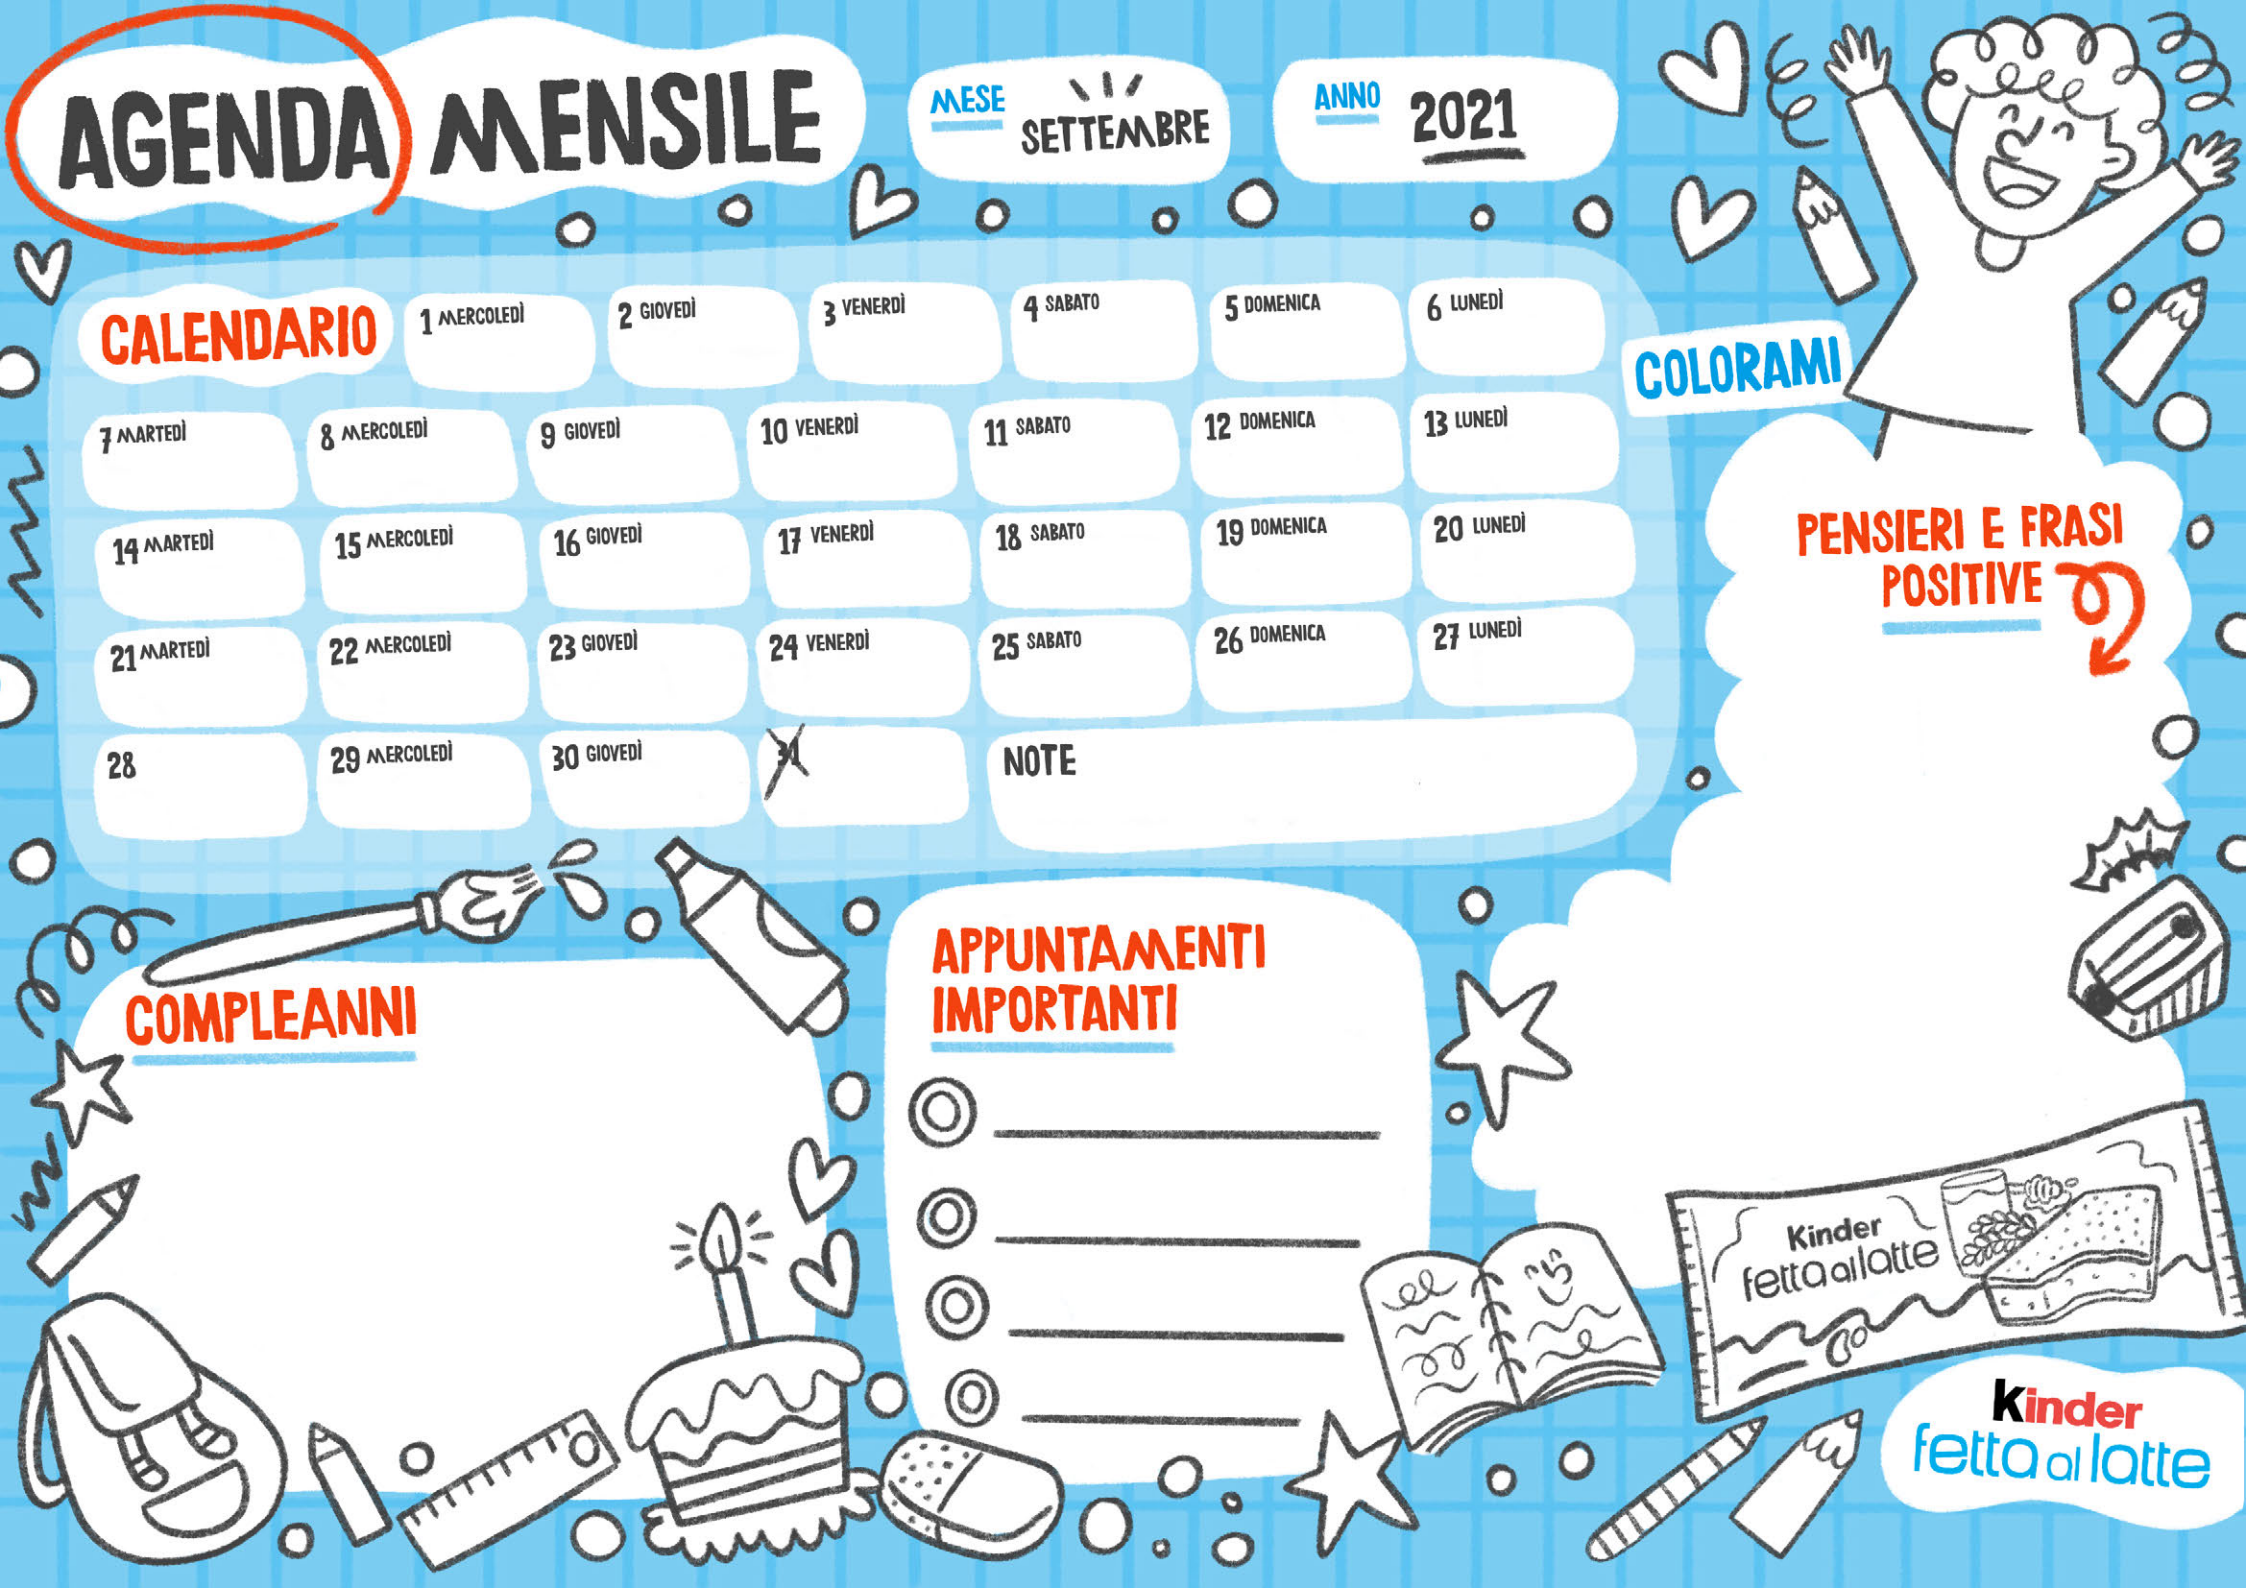 AGENDA MENSILE
MESE
SETTEMBRE
ANNO
2021
CALENDARIO
1 MERCOLEDÌ
2 GIOVEDÌ
3 VENERDÌ
4 SABATO
5 DOMENICA
6 LUNEDÌ
7 MARTEDÌ
8 MERCOLEDÌ
9 GIOVEDÌ
10 VENERDÌ
11 SABATO
12 DOMENICA
13 LUNEDÌ
14 MARTEDÌ
15 MERCOLEDÌ
16 GIOVEDÌ
17 VENERDÌ
18 SABATO
19 DOMENICA
20 LUNEDÌ
21 MARTEDÌ
22 MERCOLEDÌ
23 GIOVEDÌ
24 VENERDÌ
25 SABATO
26 DOMENICA
27 LUNEDÌ
28
29 MERCOLEDÌ
30 GIOVEDÌ
31
NOTE
COLORAMI
PENSIERI E FRASI
POSITIVE
COMPLEANNI
APPUNTAMENTI
IMPORTANTI
Kinder
fetta al latte
Kinder
fetta al latte